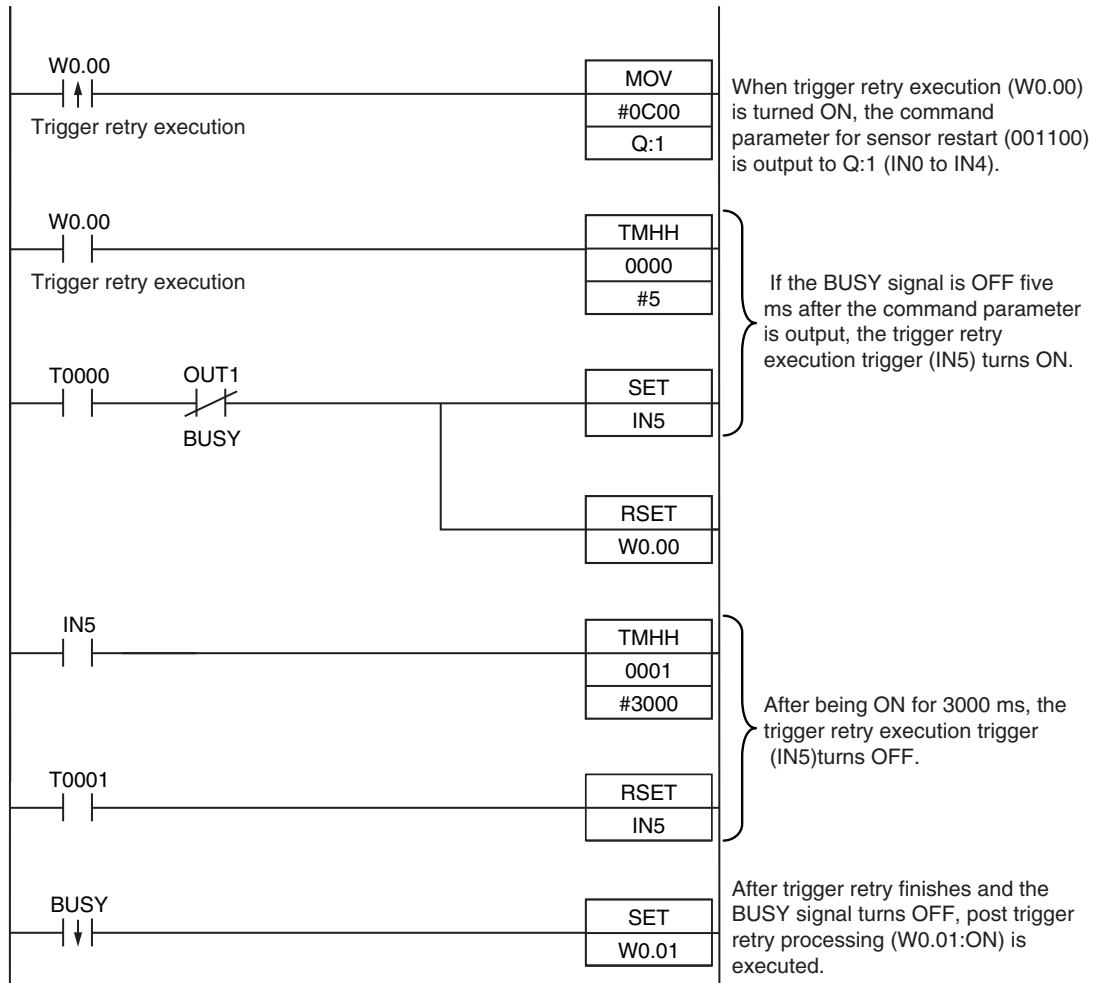 W0.00
MOV
#0C00
Q:1
Trigger retry execution
When trigger retry execution (W0.00)
is turned ON, the command
parameter for sensor restart (001100)
is output to Q:1 (IN0 to IN4).
W0.00
TMHH
0000
#5
Trigger retry execution
If the BUSY signal is OFF five
ms after the command parameter
is output, the trigger retry
execution trigger (IN5) turns ON.
T0000
OUT1
BUSY
SET
IN5
RSET
W0.00
IN5
TMHH
0001
#3000
After being ON for 3000 ms, the
trigger retry execution trigger
(IN5)turns OFF.
T0001
RSET
IN5
BUSY
SET
W0.01
After trigger retry finishes and the
BUSY signal turns OFF, post trigger
retry processing (W0.01:ON) is
executed.